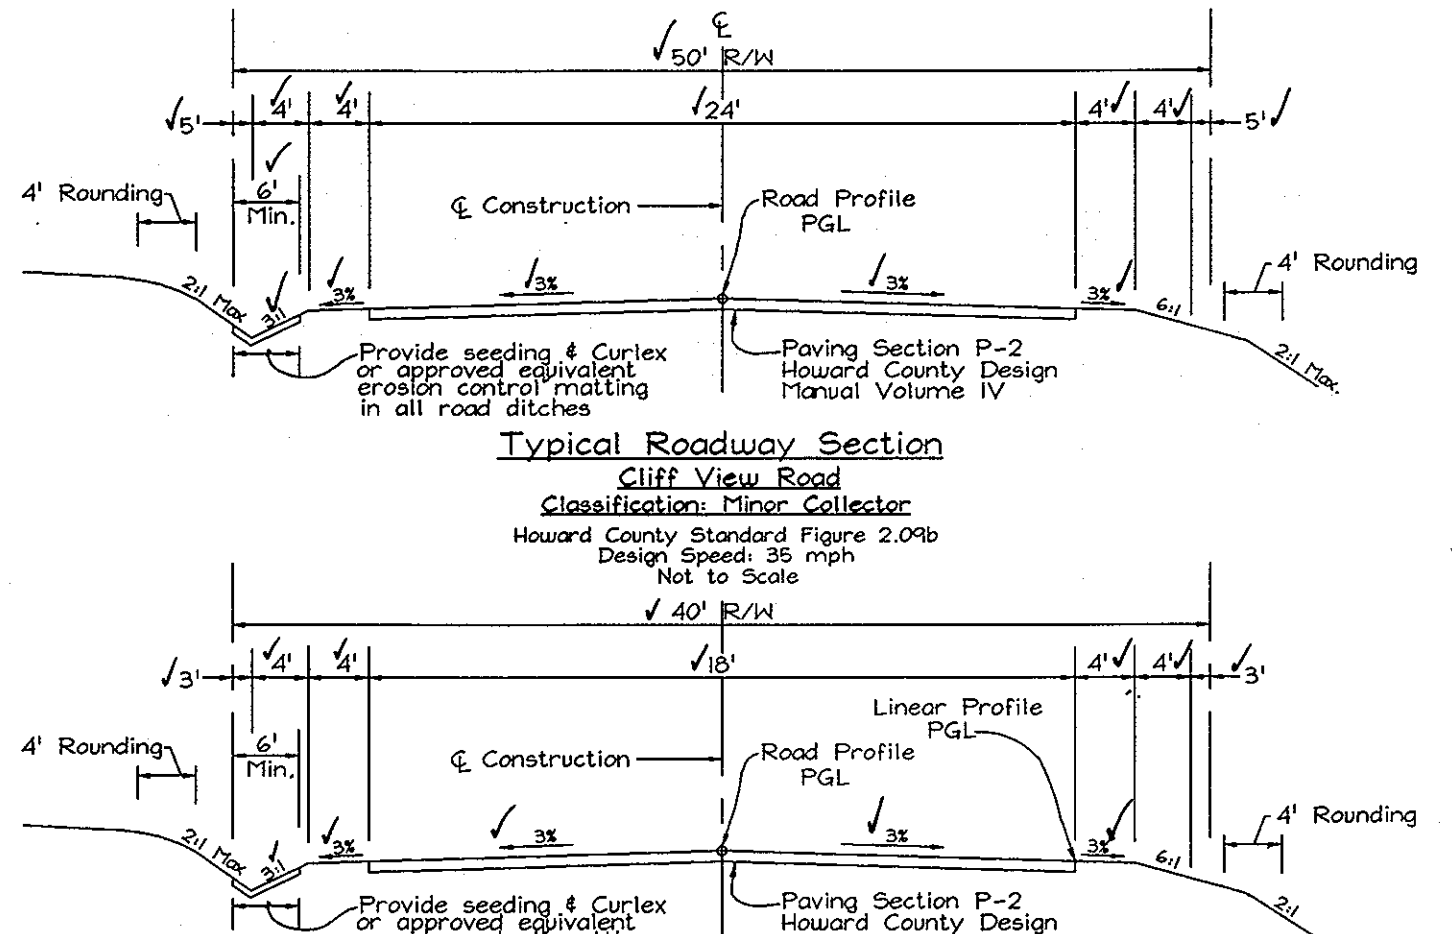 ℄
50' R/W
5' 4' 4' 24' 4' 4' 5'
4' Rounding
6'
Min.
℄ Construction
Road Profile
PGL
4' Rounding
2:1 Max
3:1
3%
3%
3%
3%
6:1
2:1 Max.
Provide seeding & Curlex
or approved equivalent
erosion control matting
in all road ditches
Paving Section P-2
Howard County Design
Manual Volume IV
Typical Roadway Section
Cliff View Road
Classification: Minor Collector
Howard County Standard Figure 2.09b
Design Speed: 35 mph
Not to Scale
40' R/W
3' 4' 4' 18' 4' 4' 3'
Linear Profile
PGL
4' Rounding
6'
Min.
℄ Construction
Road Profile
PGL
4' Rounding
2:1 Max
3:1
3%
3%
3%
3%
6:1
2:1
Provide seeding & Curlex
or approved equivalent
Paving Section P-2
Howard County Design